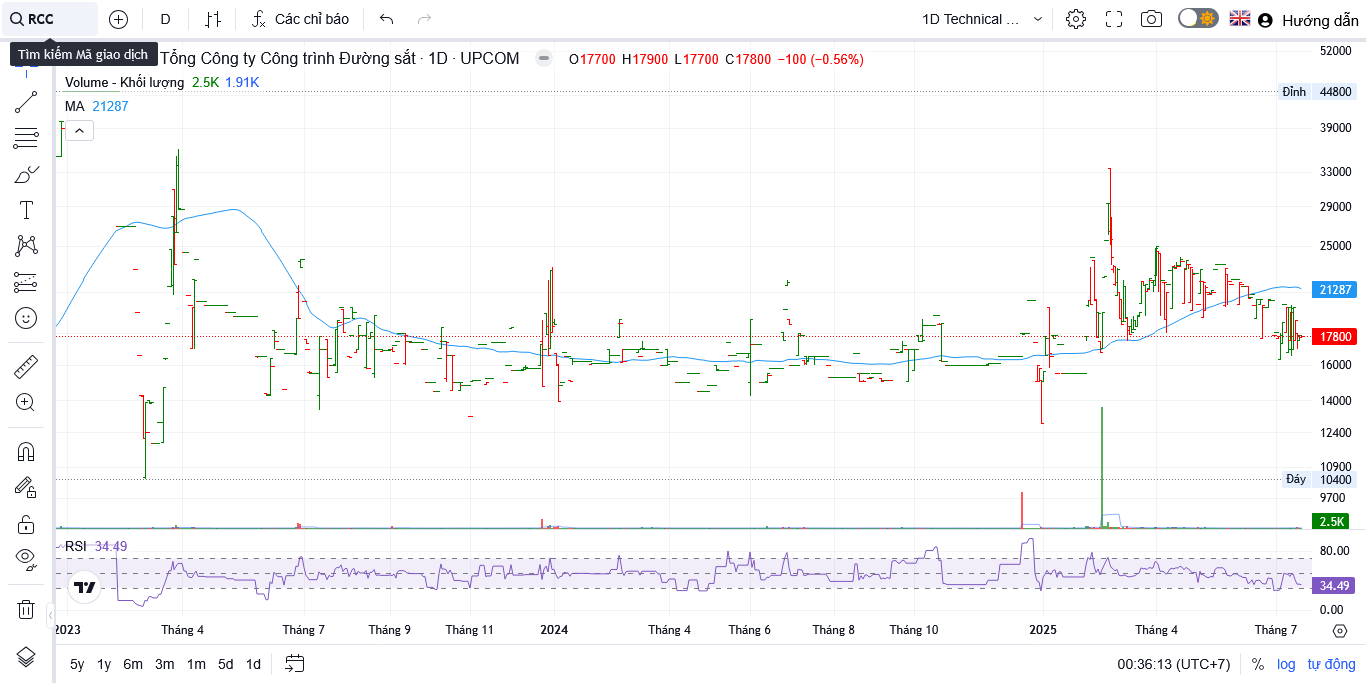 RCC
D
Các chỉ báo
1D Technical ...
Hướng dẫn
Tìm kiếm Mã giao dịch
Tổng Công ty Công trình Đường sắt · 1D · UPCOM
O17700 H17900 L17700 C17800 −100 (−0.56%)
Volume - Khối lượng 2.5K 1.91K
MA 21287
52000
Đỉnh 44800
39000
33000
29000
25000
21287
17800
16000
14000
12400
10900
Đáy 10400
9700
2.5K
RSI 34.49
80.00
34.49
0.00
2023 Tháng 4 Tháng 7 Tháng 9 Tháng 11 2024 Tháng 4 Tháng 6 Tháng 8 Tháng 10 2025 Tháng 4 Tháng 7
5y 1y 6m 3m 1m 5d 1d
00:36:13 (UTC+7) % log tự động